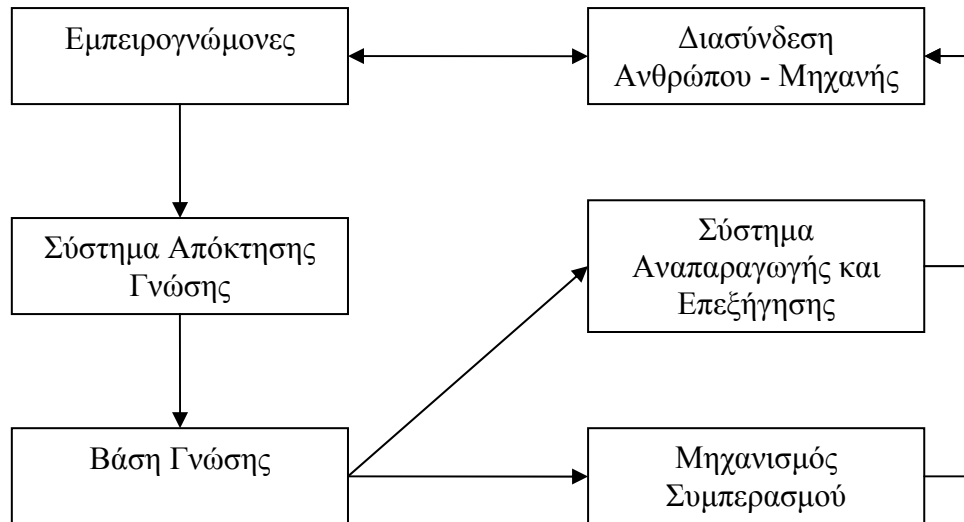 Εμπειρογνώμονες
Διασύνδεση
Ανθρώπου - Μηχανής
Σύστημα Απόκτησης
Γνώσης
Σύστημα
Αναπαραγωγής και
Επεξήγησης
Βάση Γνώσης
Μηχανισμός
Συμπερασμού